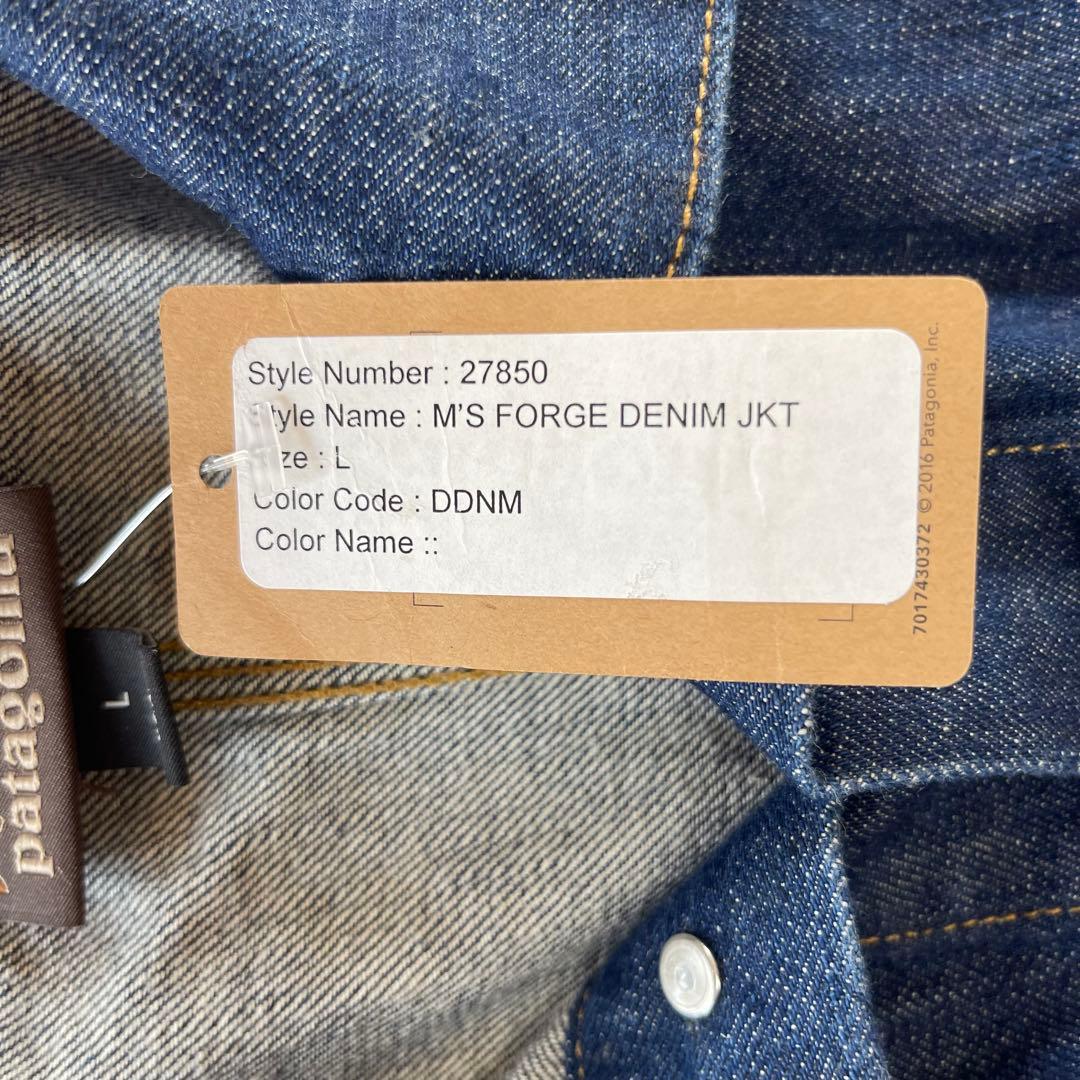 Style Number : 27850
Style Name : M'S FORGE DENIM JKT
Size : L
Color Code : DDNM
Color Name ::
7017430372 © 2016 Patagonia, Inc.
patagonia
L